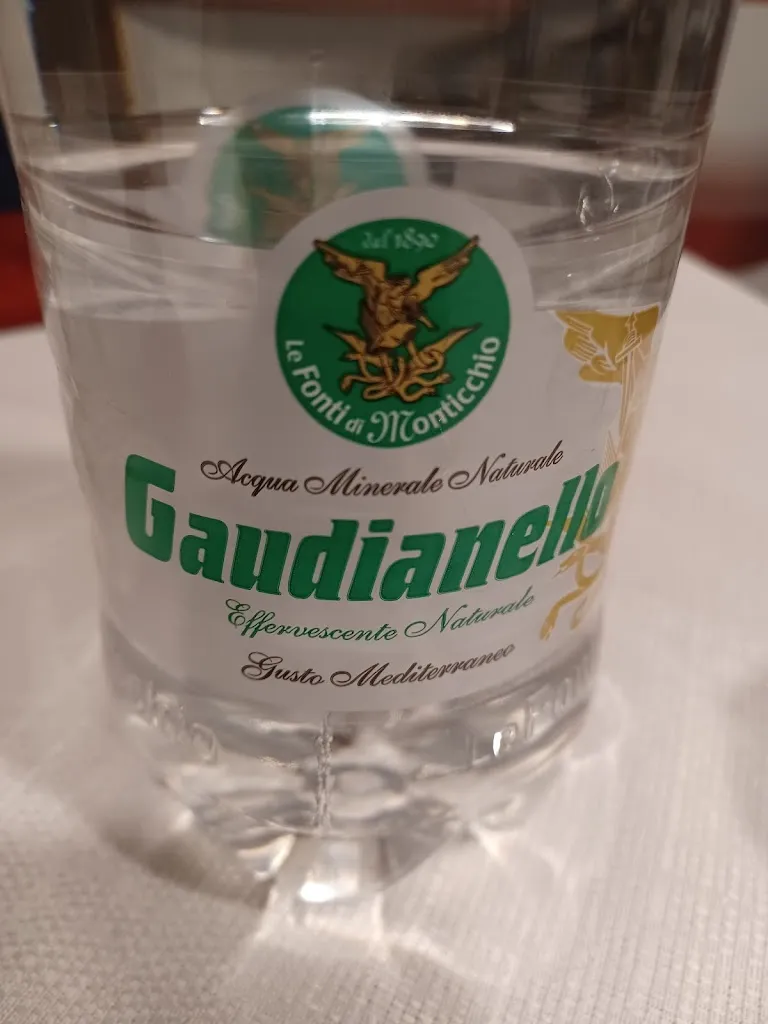 dal 1890
Le Fonti di Monticchio
Acqua Minerale Naturale
Gaudianello
Effervescente Naturale
Gusto Mediterraneo